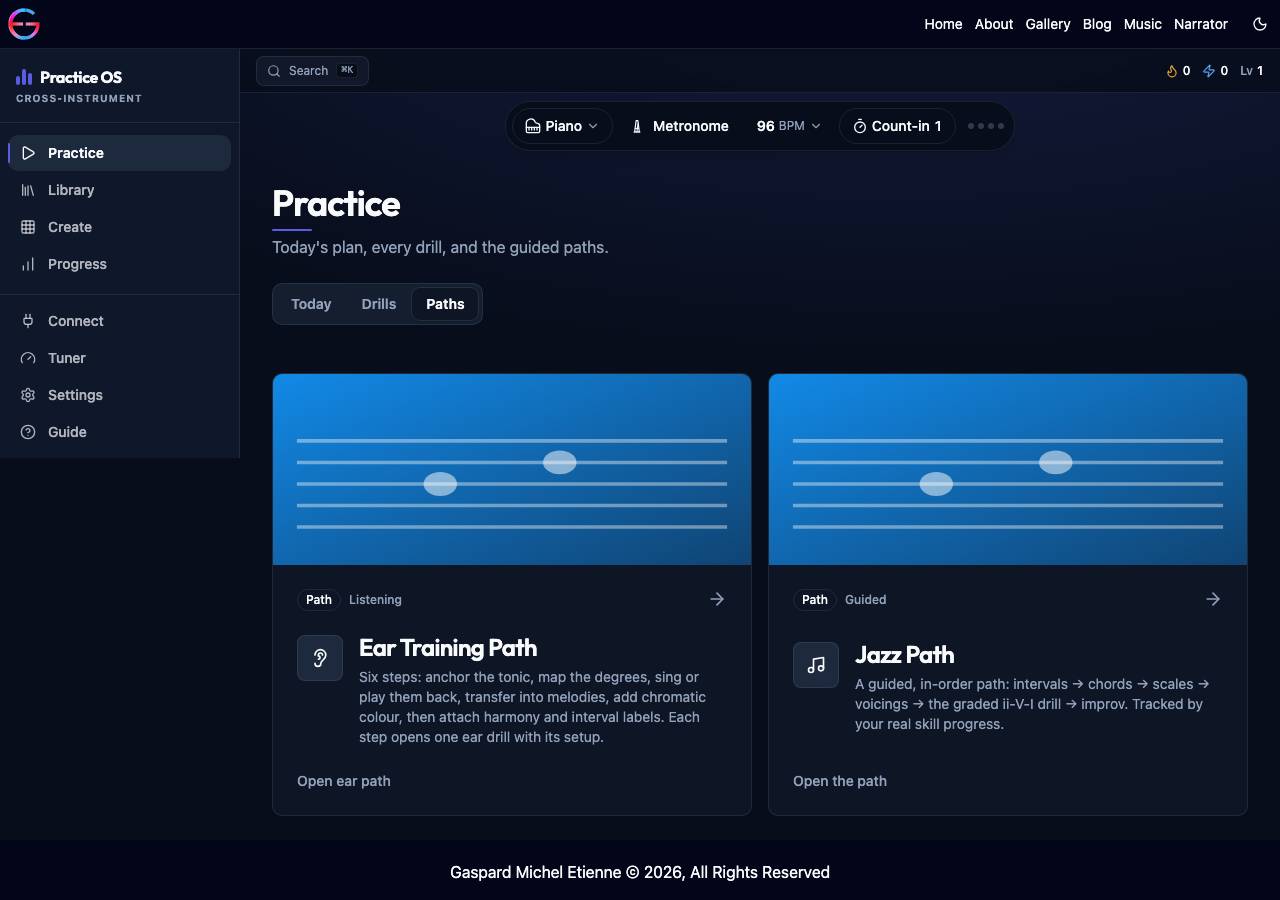 Home About Gallery Blog Music Narrator
Practice OS
CROSS-INSTRUMENT
Search ⌘K
0 0 Lv 1
Piano Metronome 96 BPM Count-in 1
Practice
Library
Create
Progress
Connect
Tuner
Settings
Guide
Practice
Today's plan, every drill, and the guided paths.
Today Drills Paths
Path Listening
Ear Training Path
Six steps: anchor the tonic, map the degrees, sing or
play them back, transfer into melodies, add chromatic
colour, then attach harmony and interval labels. Each
step opens one ear drill with its setup.
Open ear path
Path Guided
Jazz Path
A guided, in-order path: intervals → chords → scales →
voicings → the graded ii-V-I drill → improv. Tracked by
your real skill progress.
Open the path
Gaspard Michel Etienne © 2026, All Rights Reserved